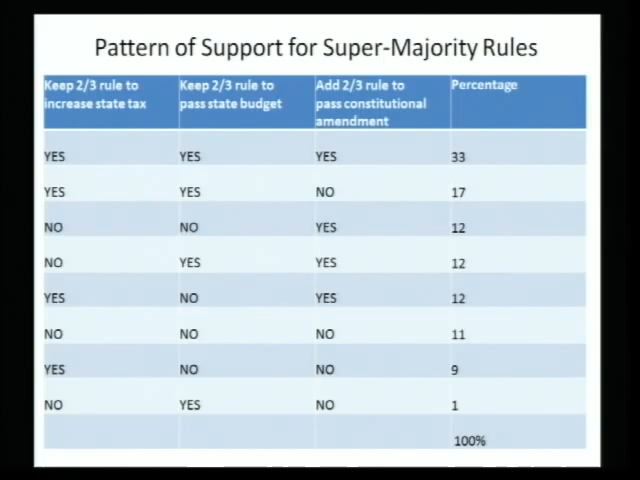 Pattern of Support for Super-Majority Rules
Keep 2/3 rule to increase state tax Keep 2/3 rule to pass state budget Add 2/3 rule to pass constitutional amendment Percentage
YES YES YES 33
YES YES NO 17
NO NO YES 12
NO YES YES 12
YES NO YES 12
NO NO NO 11
YES NO NO 9
NO YES NO 1
100%